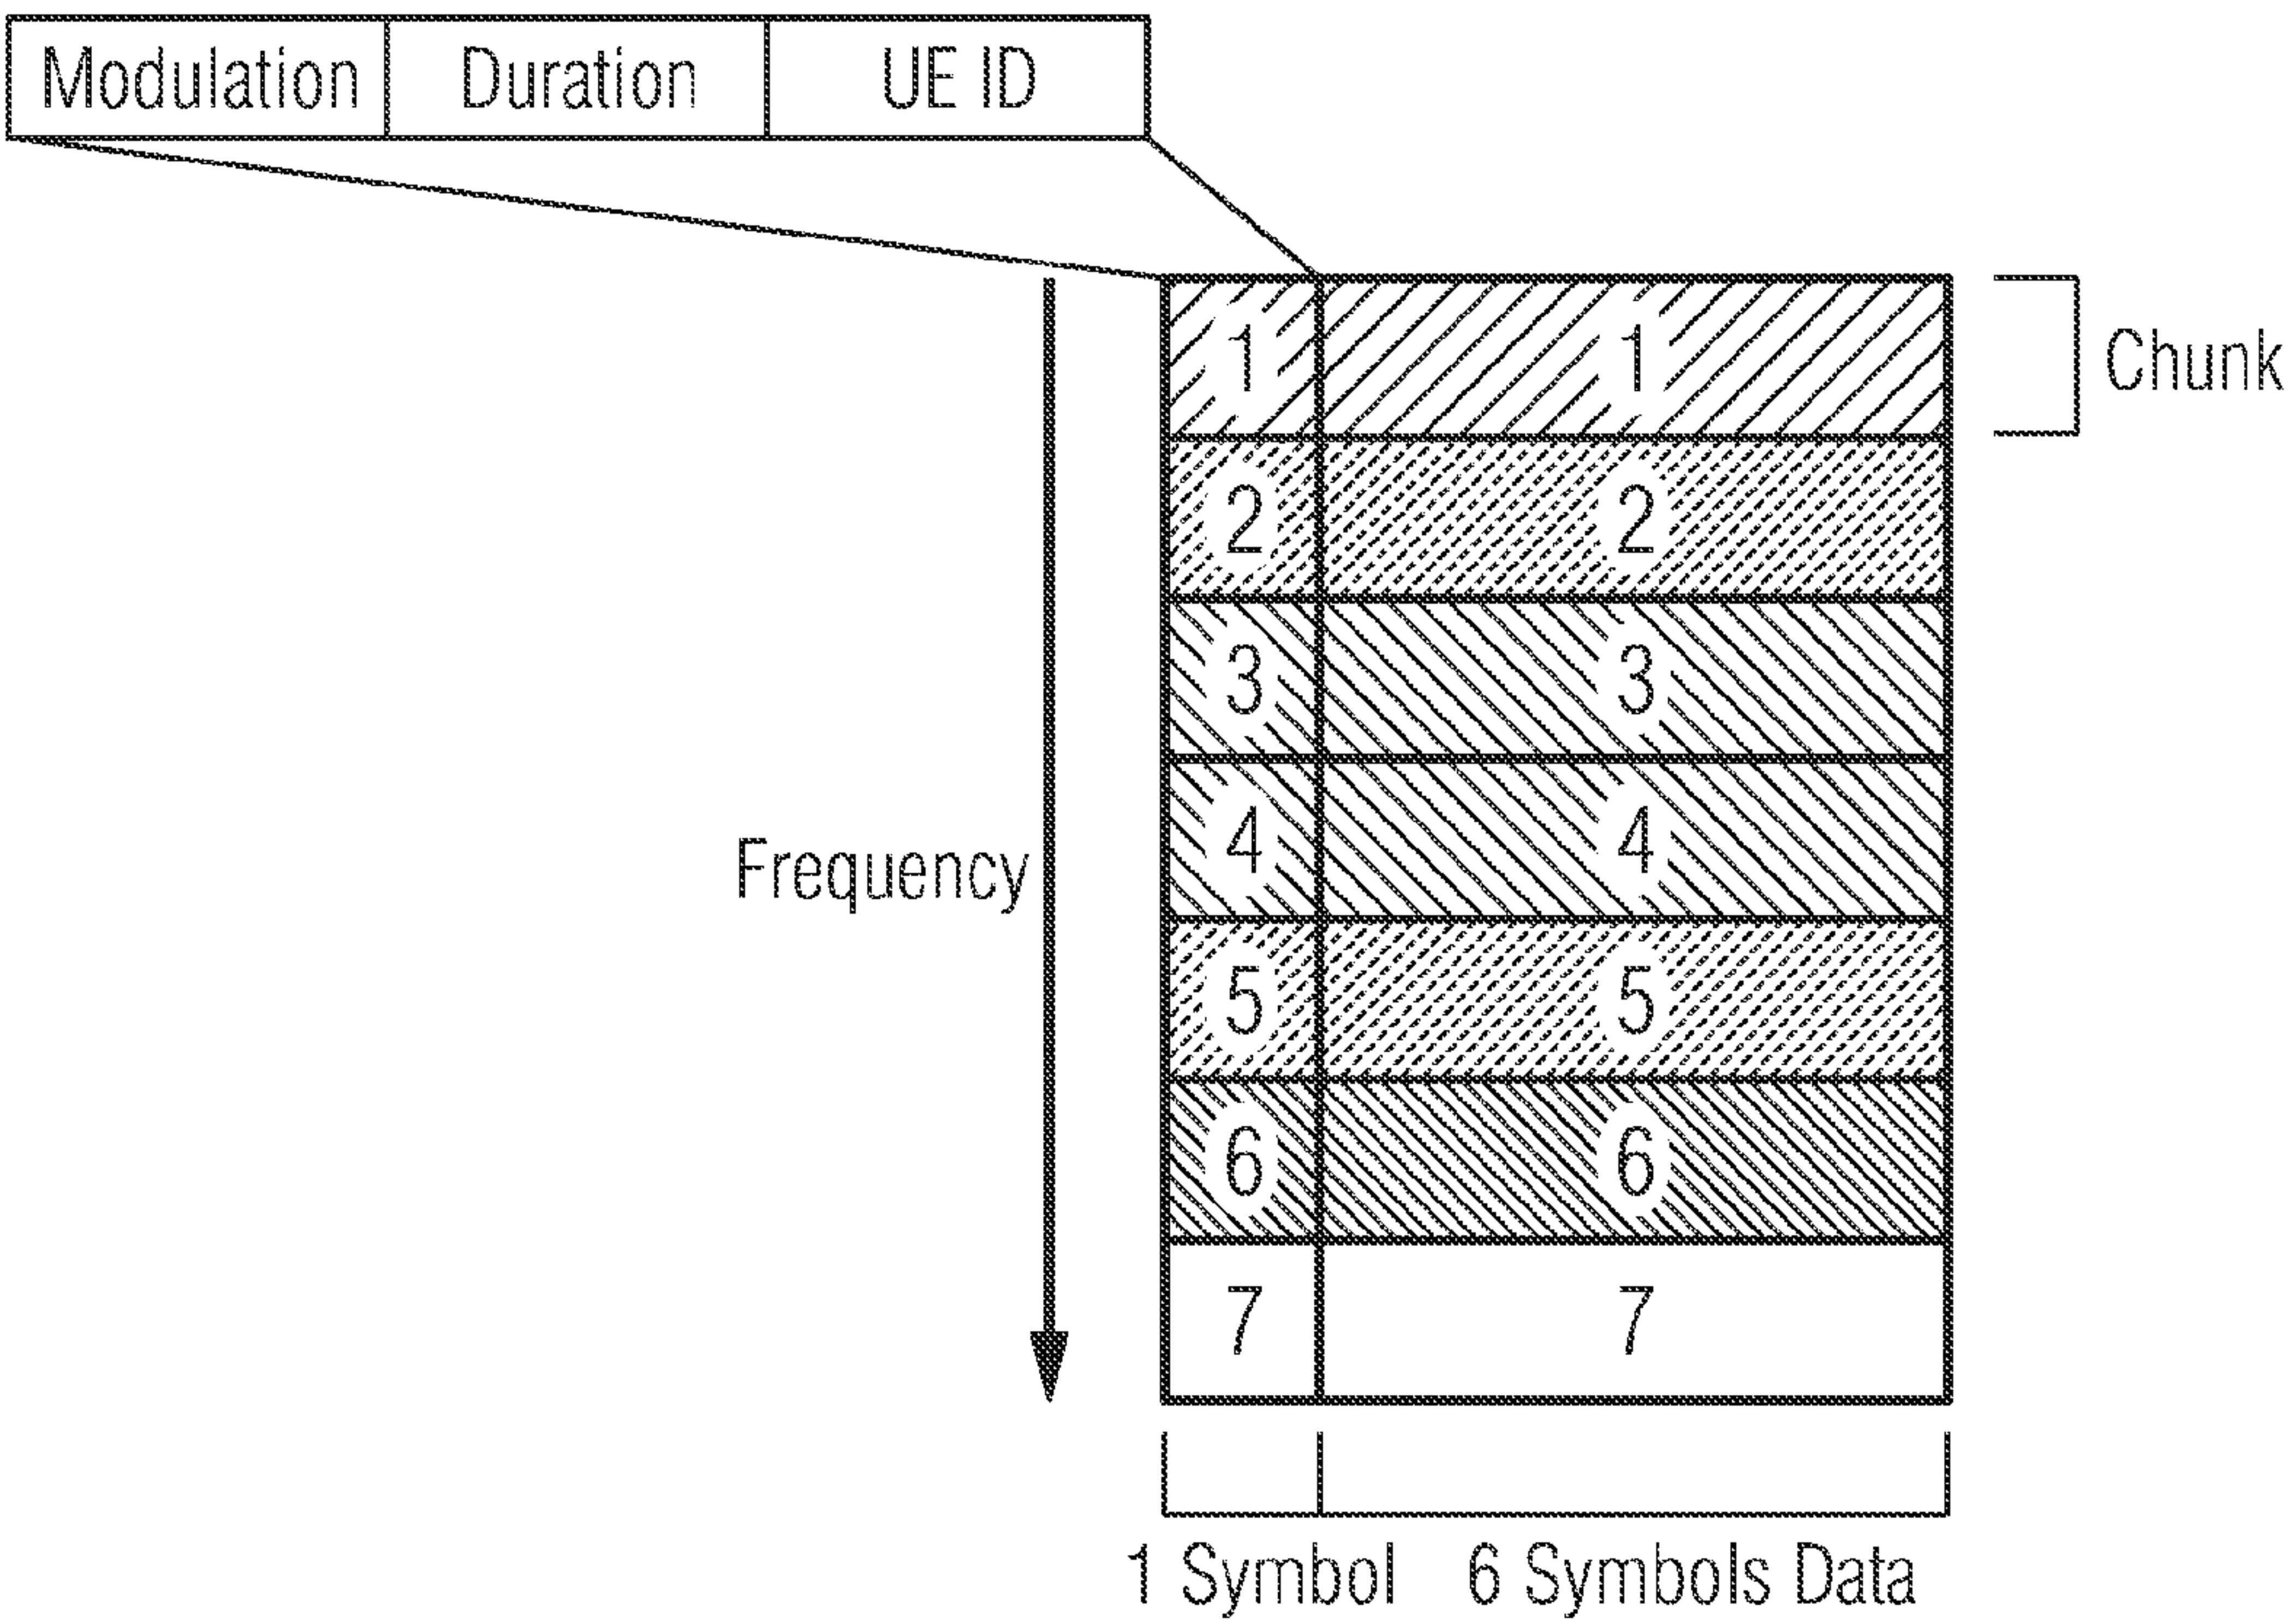 Modulation Duration UE ID
1 1 Chunk
2 2
3 3
4 4
Frequency
5 5
6 6
7 7
1 Symbol 6 Symbols Data